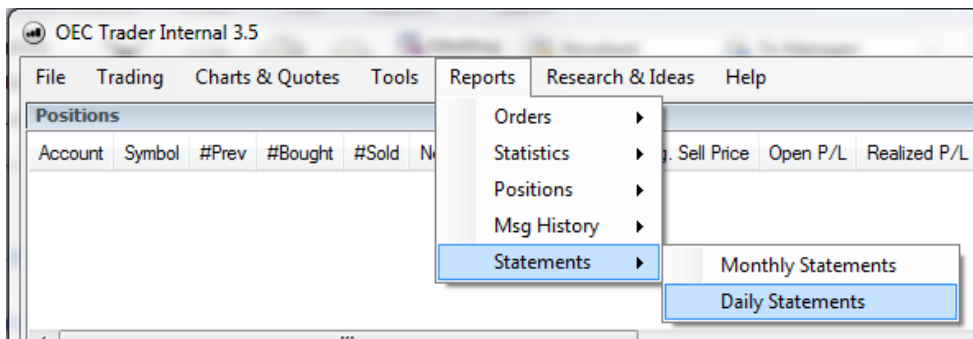 OEC Trader Internal 3.5
File Trading Charts & Quotes Tools Reports Research & Ideas Help
Positions
Account Symbol #Prev #Bought #Sold Sell Price Open P/L Realized P/L
Orders
Statistics
Positions
Msg History
Statements
Monthly Statements
Daily Statements